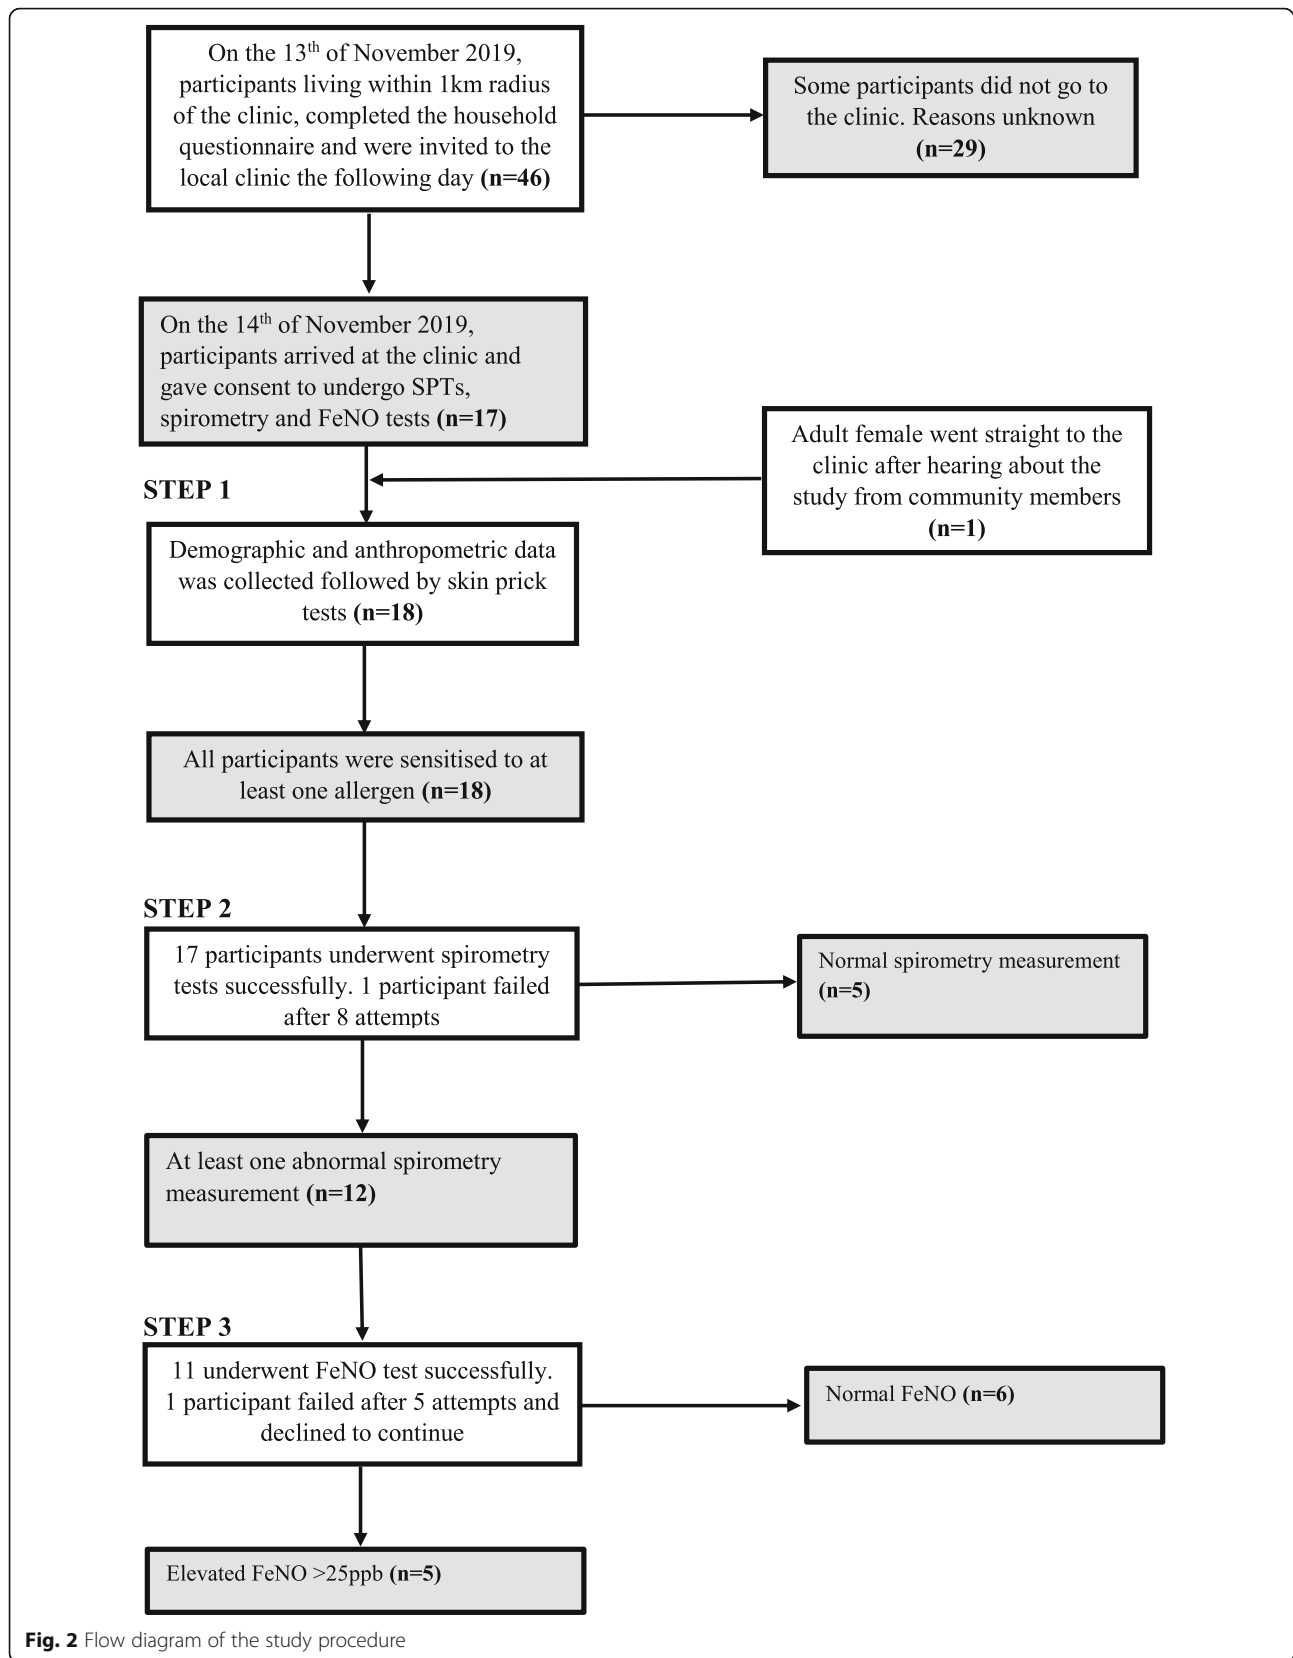 On the 13th of November 2019,
participants living within 1km radius
of the clinic, completed the household
questionnaire and were invited to the
local clinic the following day (n=46)
Some participants did not go to
the clinic. Reasons unknown
(n=29)
On the 14th of November 2019,
participants arrived at the clinic and
gave consent to undergo SPTs,
spirometry and FeNO tests (n=17)
Adult female went straight to the
clinic after hearing about the
study from community members
(n=1)
STEP 1
Demographic and anthropometric data
was collected followed by skin prick
tests (n=18)
All participants were sensitised to at
least one allergen (n=18)
STEP 2
17 participants underwent spirometry
tests successfully. 1 participant failed
after 8 attempts
Normal spirometry measurement
(n=5)
At least one abnormal spirometry
measurement (n=12)
STEP 3
11 underwent FeNO test successfully.
1 participant failed after 5 attempts and
declined to continue
Normal FeNO (n=6)
Elevated FeNO >25ppb (n=5)
Fig. 2 Flow diagram of the study procedure